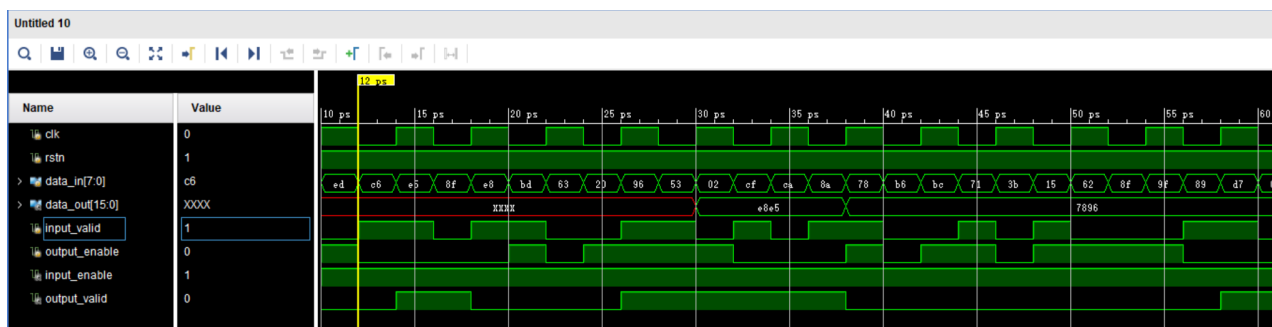 Untitled 10
12 ps
Name Value
10 ps 15 ps 20 ps 25 ps 30 ps 35 ps 40 ps 45 ps 50 ps 55 ps 60
clk 0
rstn 1
data_in[7:0] c6 ed c6 e5 8f e8 bd 63 2D 96 53 02 cf ca 8a 78 b6 bc 71 3b 15 62 8f 9f 89 d7
data_out[15:0] XXXX XXXX e8e5 7896
input_valid 1
output_enable 0
input_enable 1
output_valid 0